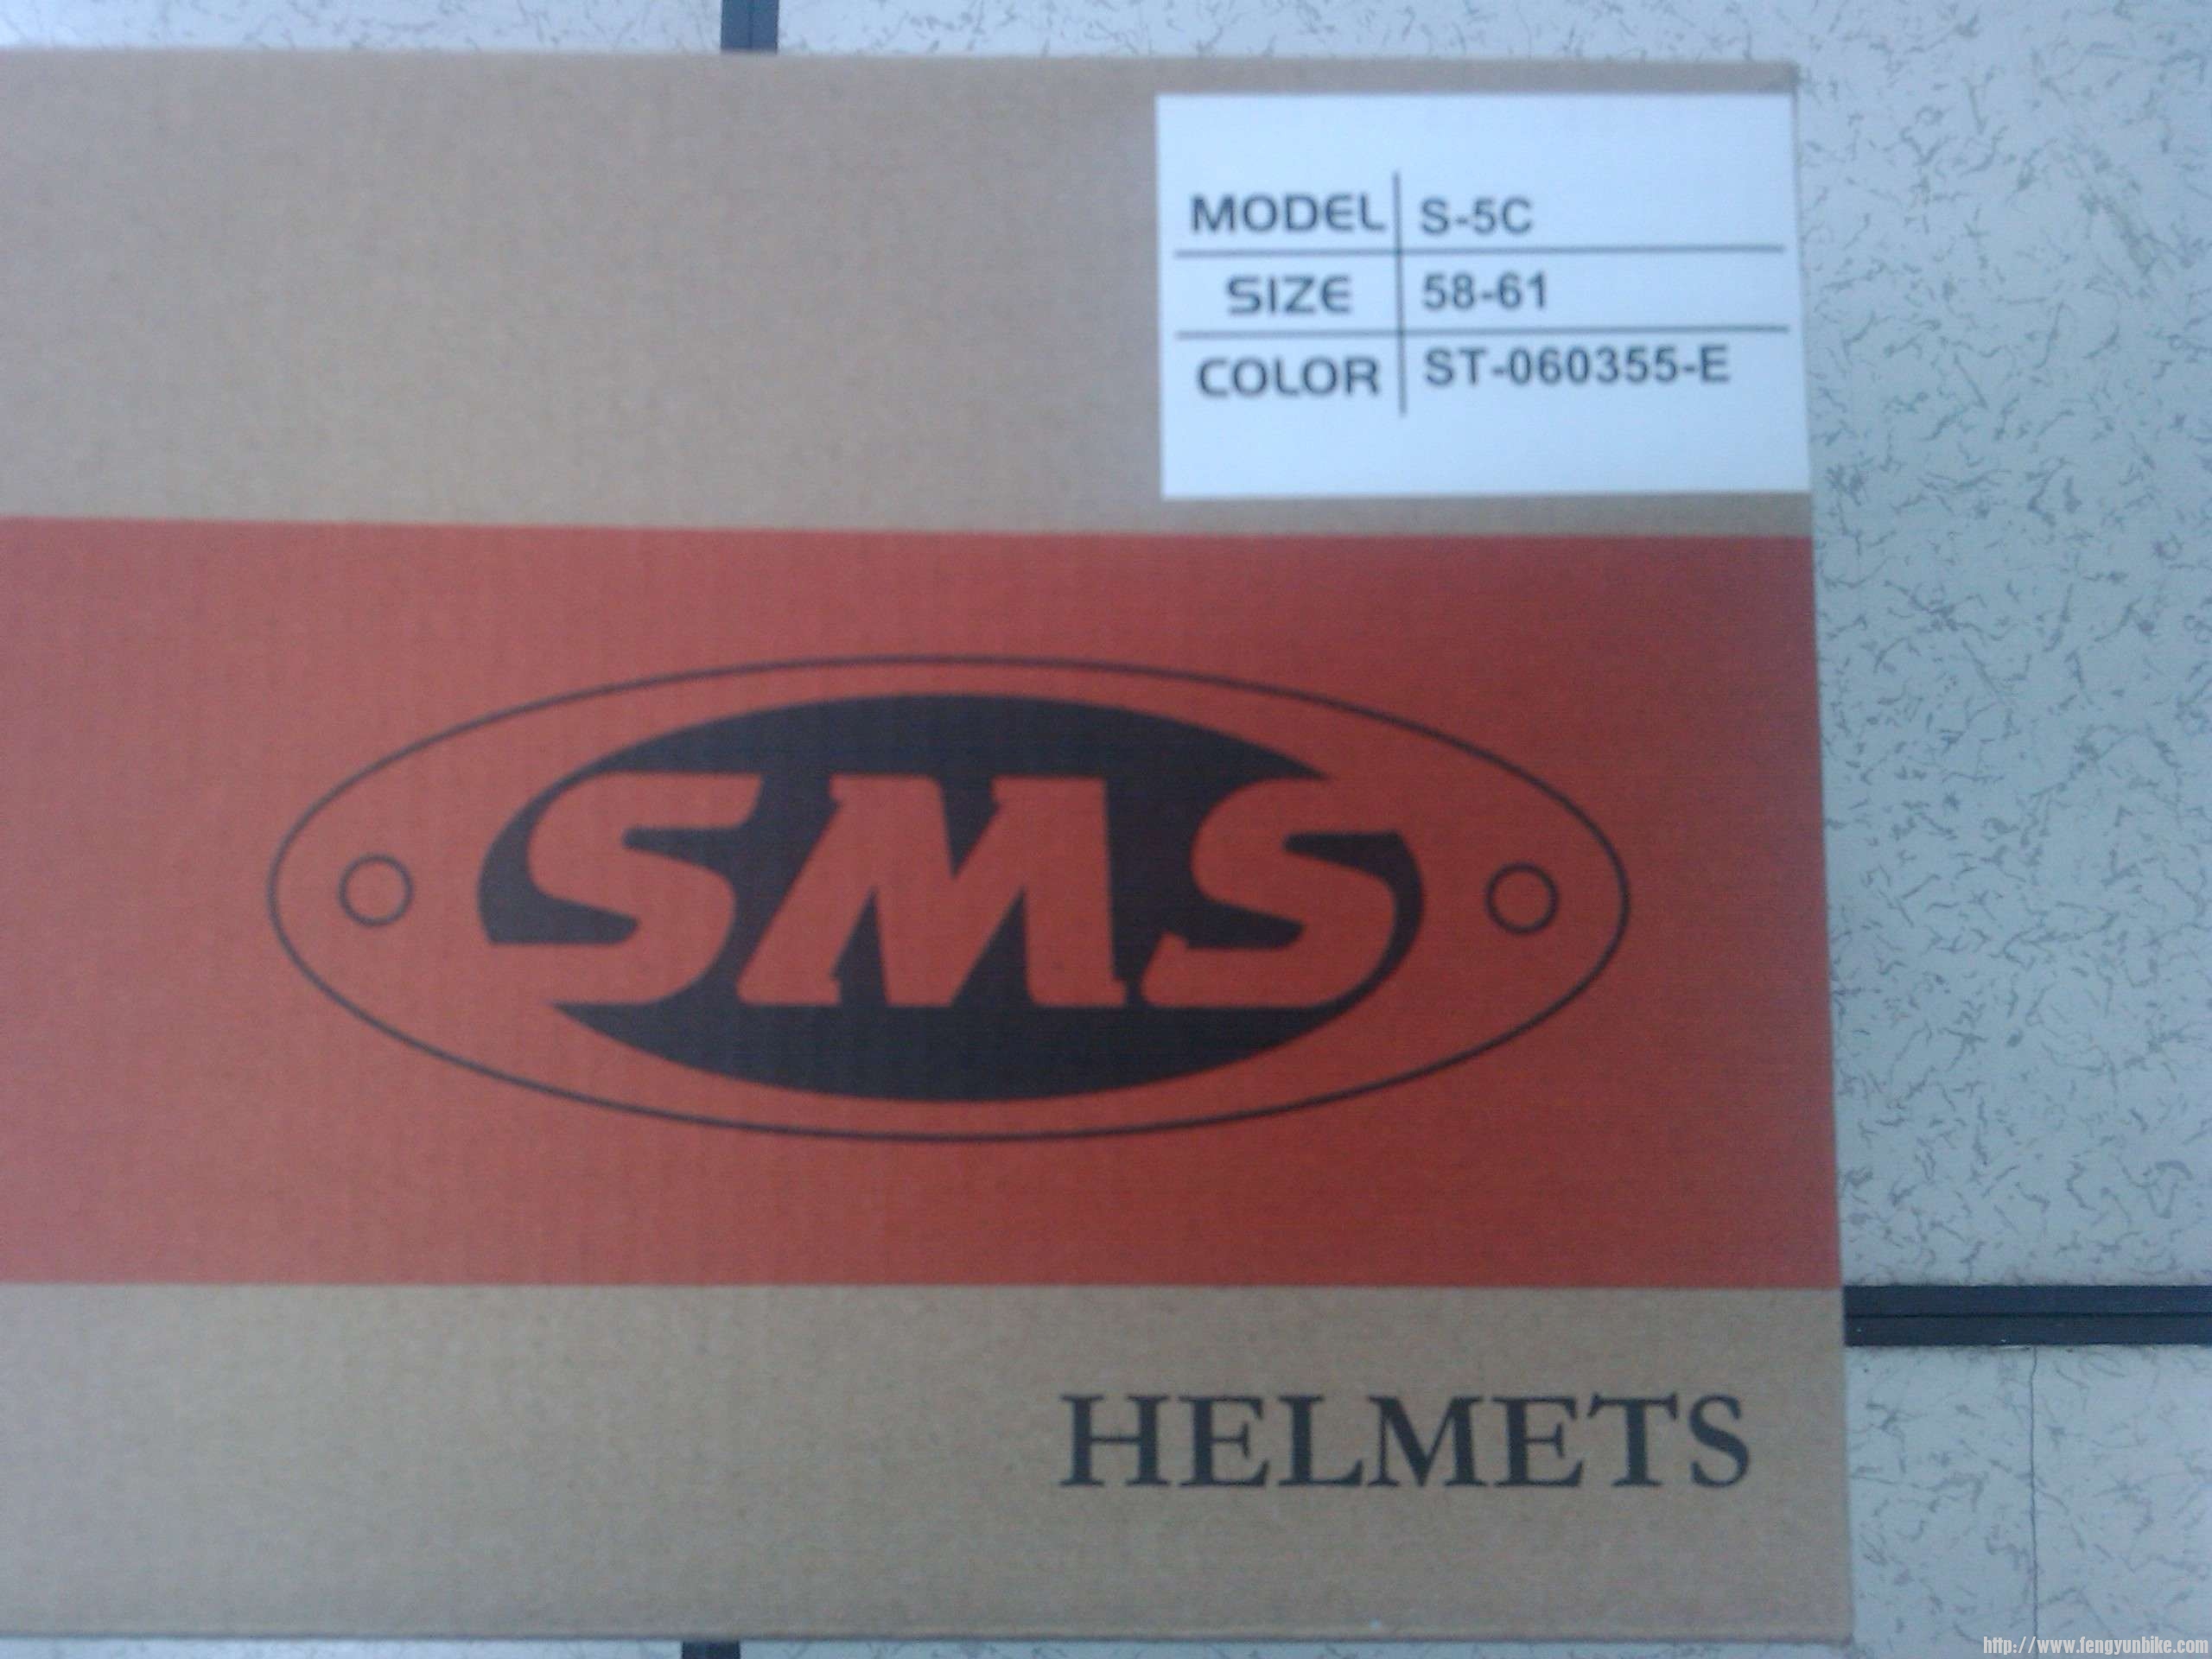 MODEL S-5C
SIZE 58-61
COLOR ST-060355-E
SMS
HELMETS
http://www.fengyunbike.com